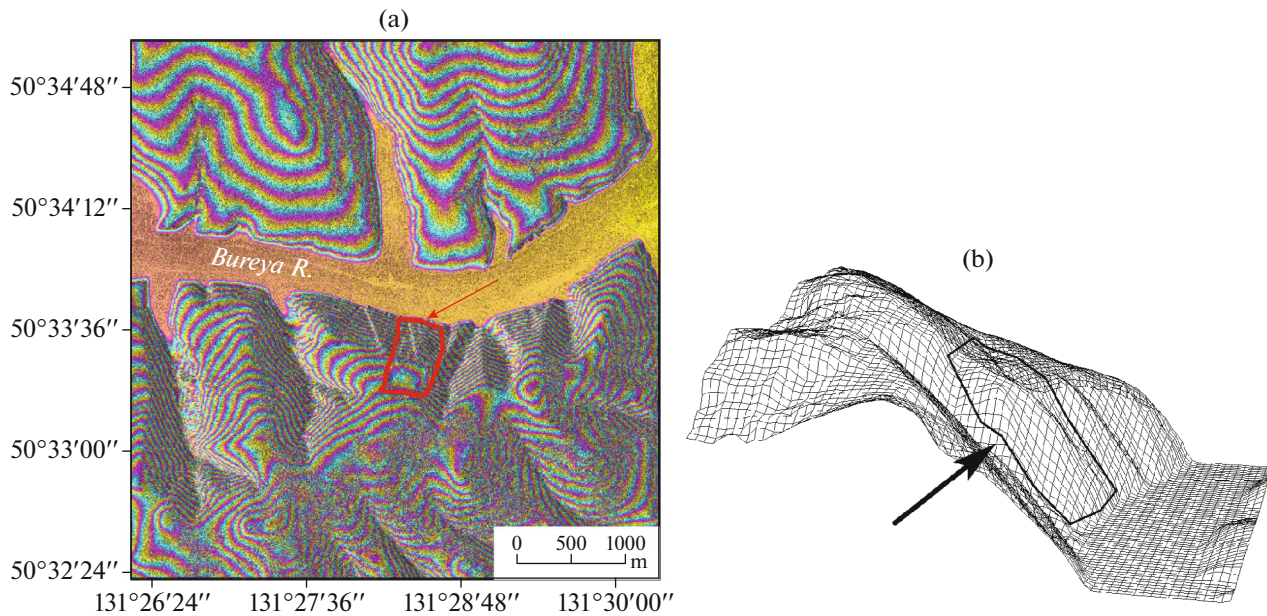 (a)
50°34′48′′
50°34′12′′
Bureya R.
50°33′36′′
50°33′00′′
50°32′24′′
0 500 1000
m
131°26′24′′ 131°27′36′′ 131°28′48′′ 131°30′00′′
(b)